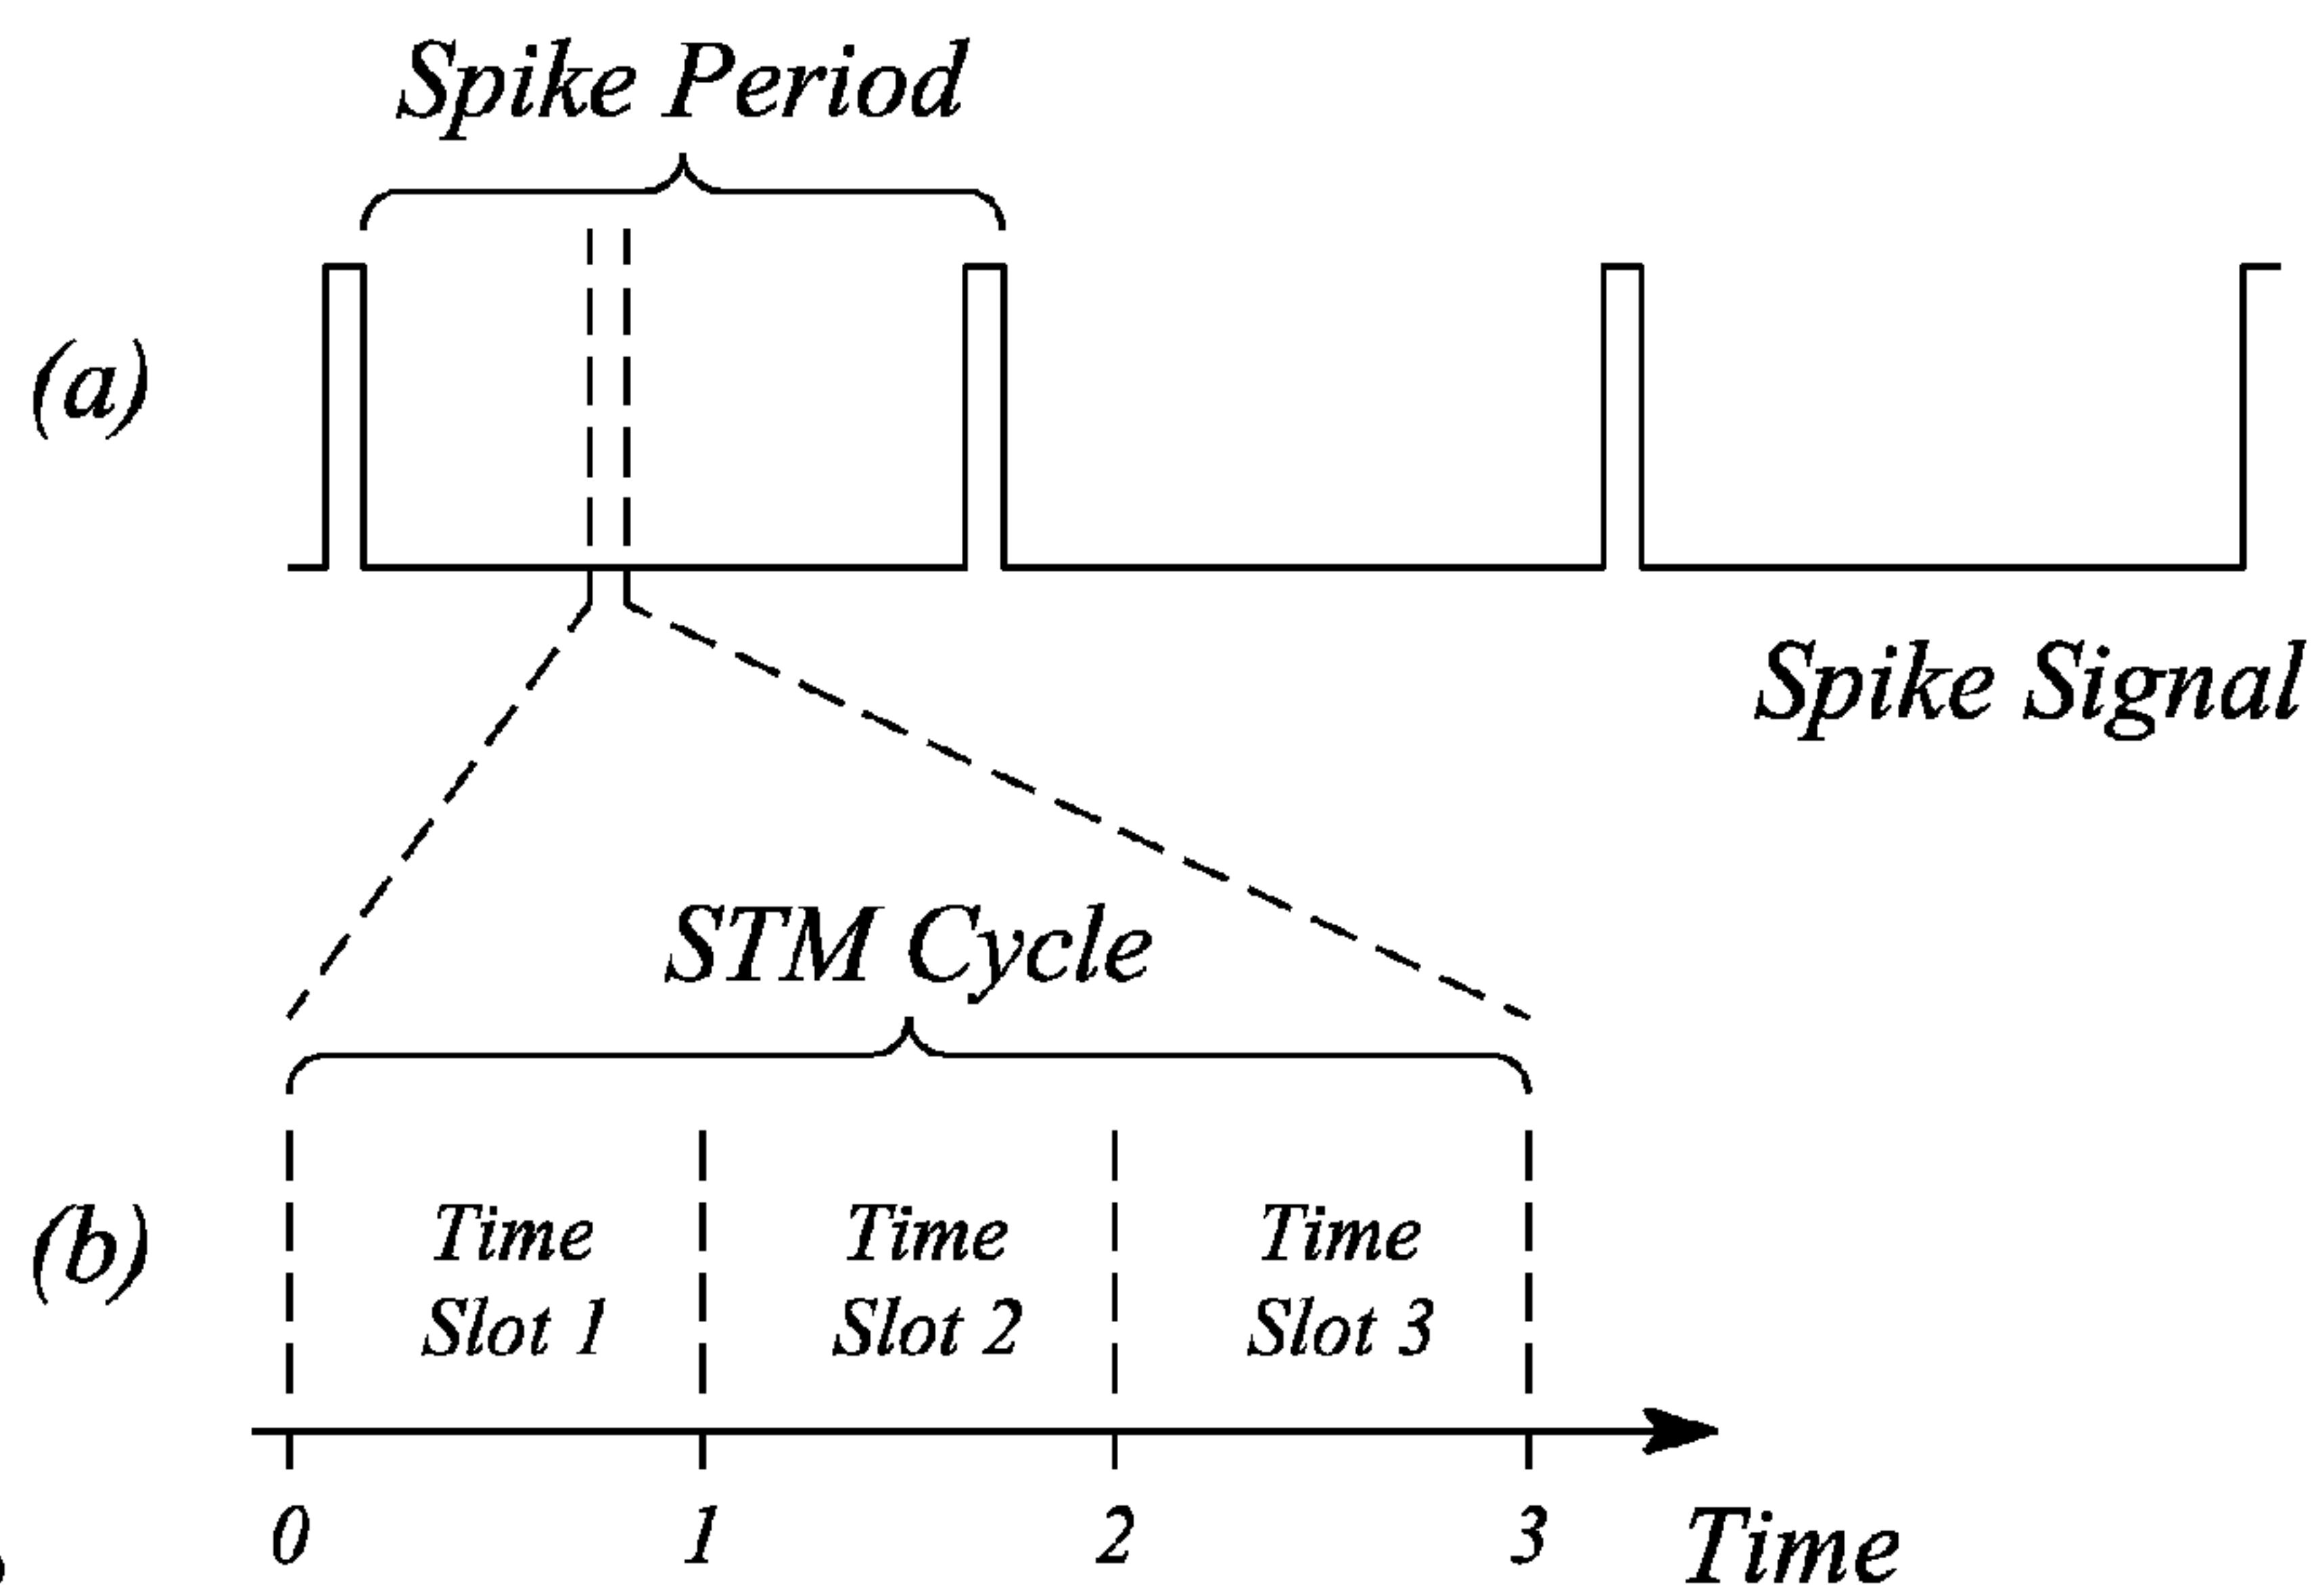 Spike Period
(a)
Spike Signal
STM Cycle
(b)
Time Time Time
Slot 1 Slot 2 Slot 3
0 1 2 3 Time